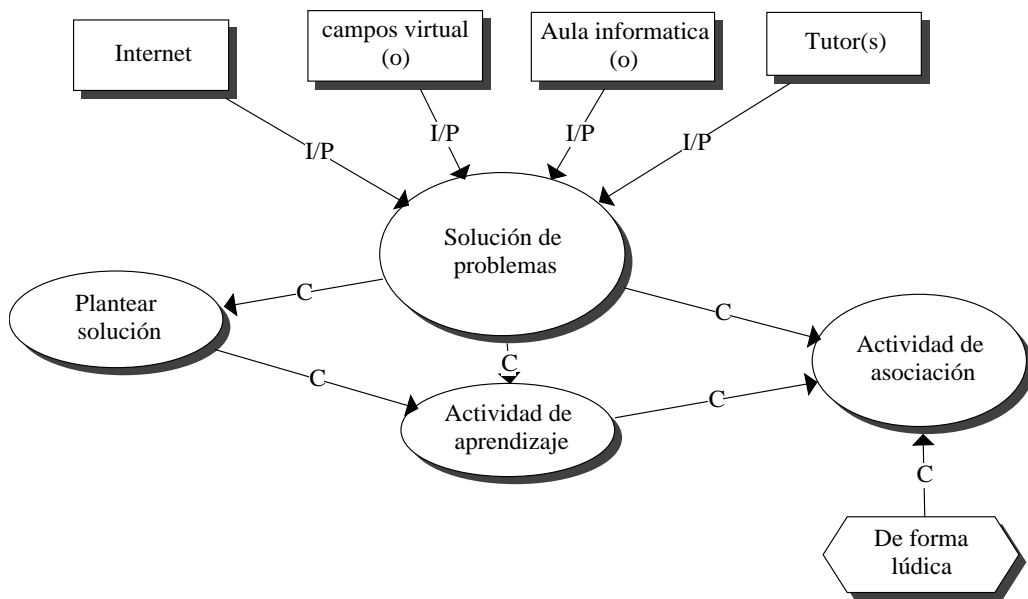 Internet
campos virtual
(o)
Aula informatica
(o)
Tutor(s)
I/P
I/P
I/P
I/P
Solución de
problemas
C
C
C
Plantear
solución
C
Actividad de
aprendizaje
C
Actividad de
asociación
C
De forma
lúdica